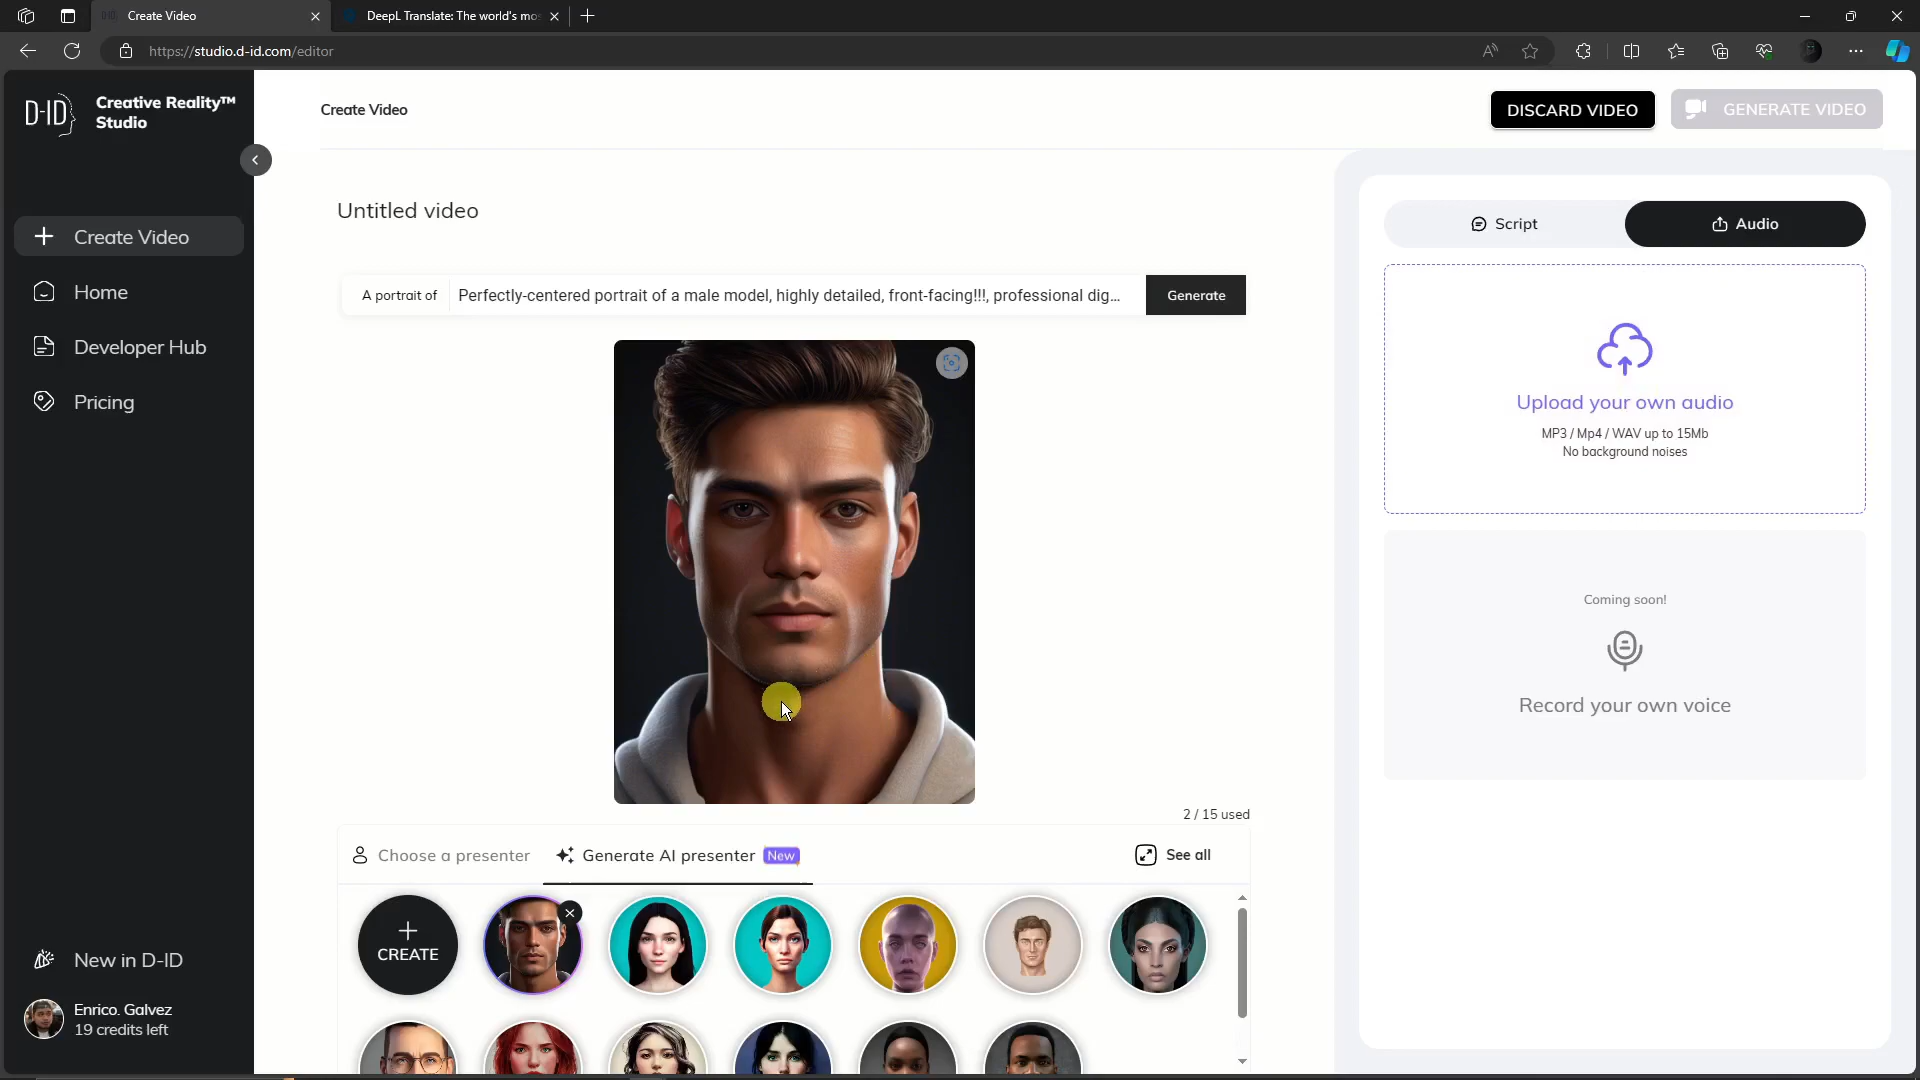 Create Video
DeepL Translate: The world's mos
https://studio.d-id.com/editor
D-ID
Creative Reality™
Studio
Create Video
DISCARD VIDEO
GENERATE VIDEO
Create Video
Home
Developer Hub
Pricing
New in D-ID
Enrico. Galvez
19 credits left
Untitled video
A portrait of
Perfectly-centered portrait of a male model, highly detailed, front-facing!!!, professional dig...
Generate
2 / 15 used
Choose a presenter
Generate AI presenter
New
See all
CREATE
Script
Audio
Upload your own audio
MP3 / Mp4 / WAV up to 15Mb
No background noises
Coming soon!
Record your own voice